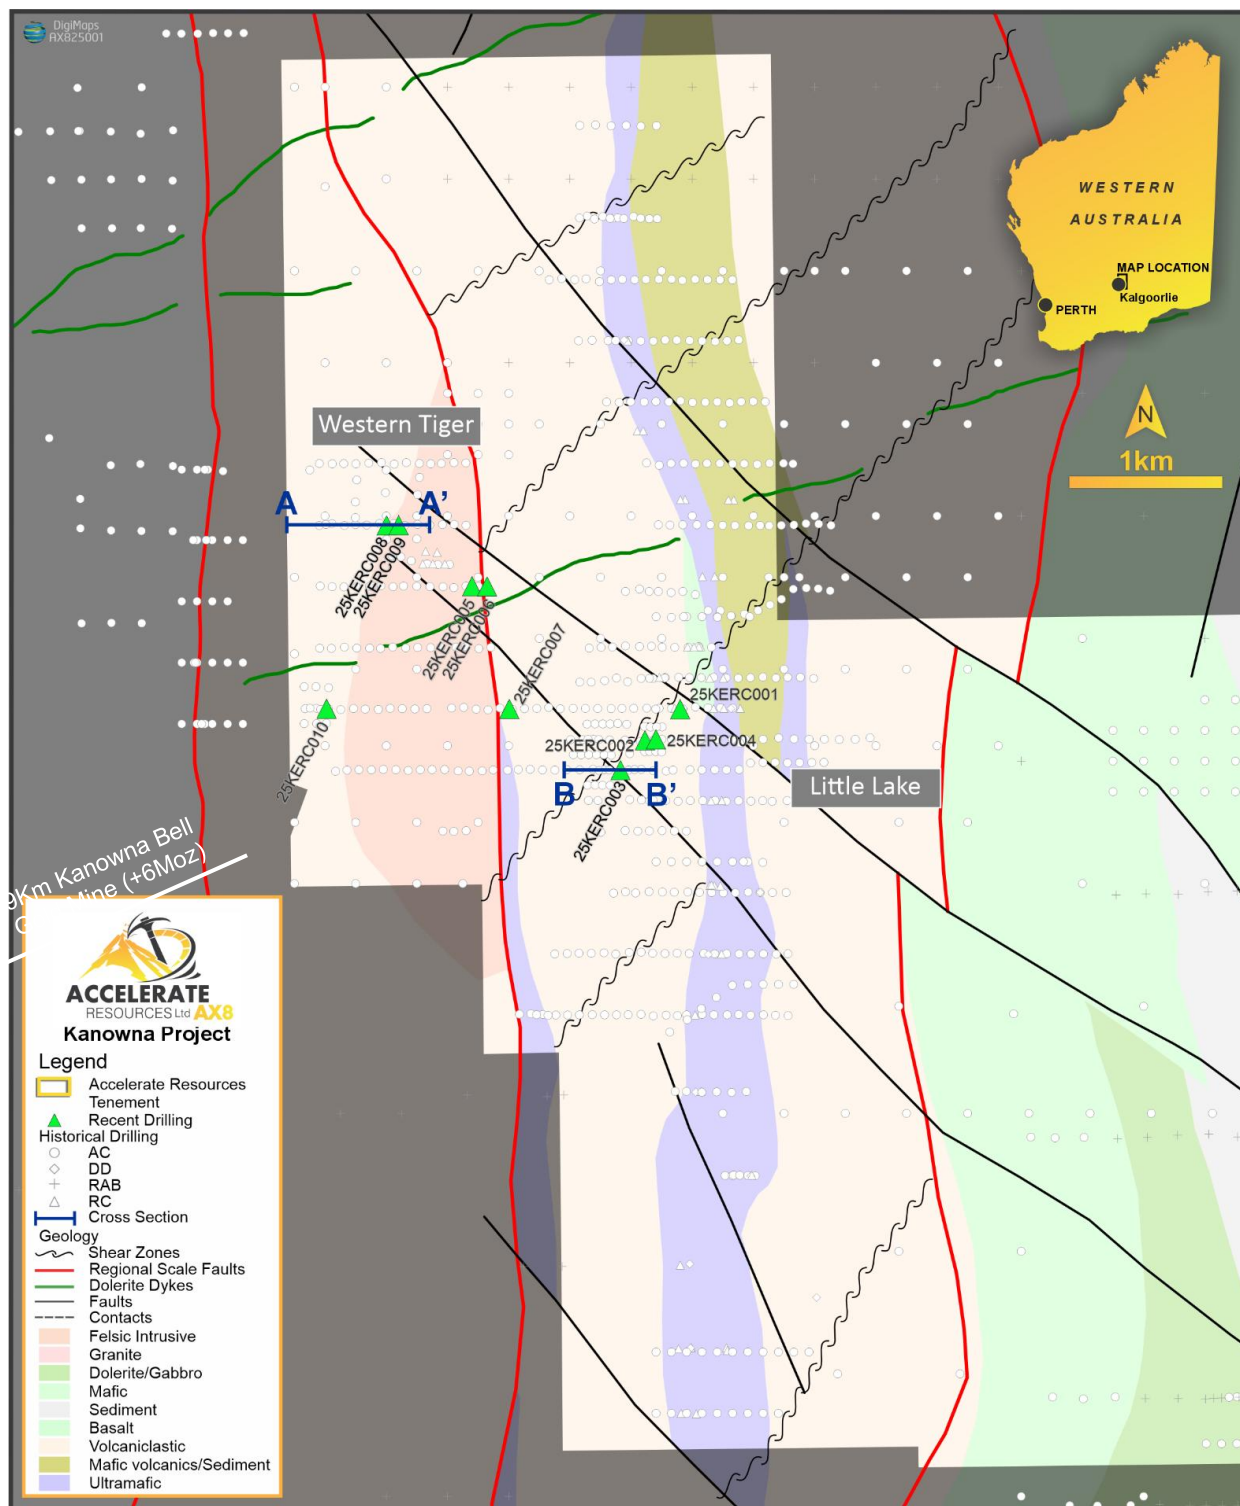 DigiMaps
AX825001
WESTERN
AUSTRALIA
MAP LOCATION
Kalgoorlie
PERTH
N
1km
Western Tiger
A
A’
25KERC008
25KERC009
25KERC005
25KERC006
25KERC007
25KERC010
25KERC001
25KERC002
25KERC004
B
B’
25KERC003
Little Lake
9Km Kanowna Bell
Mine (+6Moz)
ACCELERATE
RESOURCES Ltd AX8
Kanowna Project
Legend
Accelerate Resources
Tenement
Recent Drilling
Historical Drilling
AC
DD
RAB
RC
Cross Section
Geology
Shear Zones
Regional Scale Faults
Dolerite Dykes
Faults
Contacts
Felsic Intrusive
Granite
Dolerite/Gabbro
Mafic
Sediment
Basalt
Volcaniclastic
Mafic volcanics/Sediment
Ultramafic